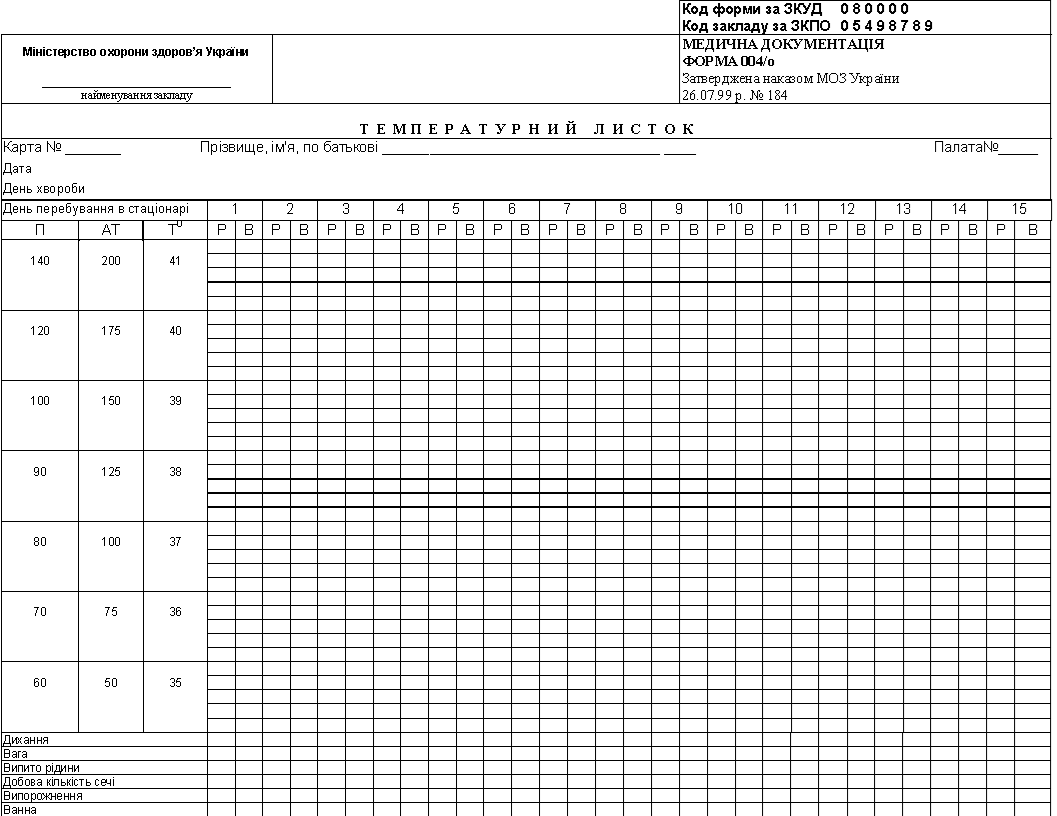 Код форми за ЗКУД 0 8 0 0 0 0
Код закладу за ЗКПО 0 5 4 9 8 7 8 9
Міністерство охорони здоров'я України
найменування закладу
МЕДИЧНА ДОКУМЕНТАЦІЯ
ФОРМА 004/о
Затверджена наказом МОЗ України
26.07.99 р. № 184
Т Е М П Е Р А Т У Р Н И Й Л И С Т О К
Карта № _______ Прізвище, ім'я, по батькові ___________________________________ ____ Палата№_____
Дата
День хвороби
День перебування в стаціонарі 1 2 3 4 5 6 7 8 9 10 11 12 13 14 15
П АТ Т0 Р В Р В Р В Р В Р В Р В Р В Р В Р В Р В Р В Р В Р В Р В Р В
140 200 41
120 175 40
100 150 39
90 125 38
80 100 37
70 75 36
60 50 35
Дихання
Вага
Випито рідини
Добова кількість сечі
Випорожнення
Ванна